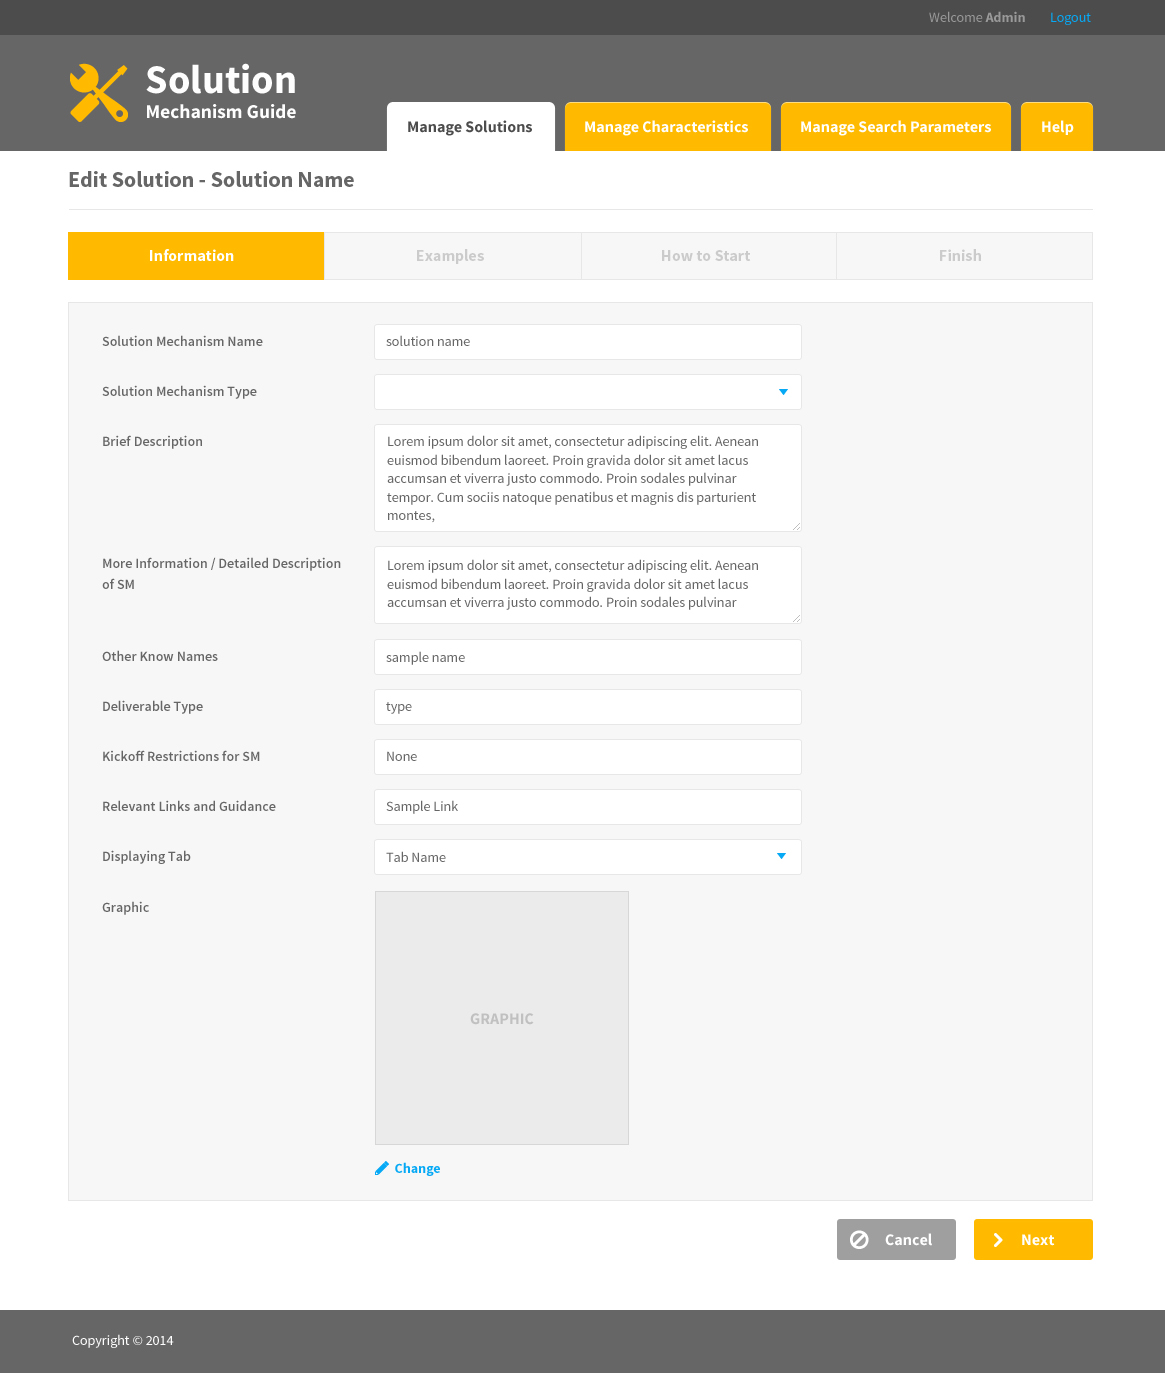 Welcome Admin Logout
Solution
Mechanism Guide
Manage Solutions
Manage Characteristics
Manage Search Parameters
Help
Edit Solution - Solution Name
Information
Examples
How to Start
Finish
Solution Mechanism Name
solution name
Solution Mechanism Type
Brief Description
Lorem ipsum dolor sit amet, consectetur adipiscing elit. Aenean
euismod bibendum laoreet. Proin gravida dolor sit amet lacus
accumsan et viverra justo commodo. Proin sodales pulvinar
tempor. Cum sociis natoque penatibus et magnis dis parturient
montes,
More Information / Detailed Description
of SM
Lorem ipsum dolor sit amet, consectetur adipiscing elit. Aenean
euismod bibendum laoreet. Proin gravida dolor sit amet lacus
accumsan et viverra justo commodo. Proin sodales pulvinar
Other Know Names
sample name
Deliverable Type
type
Kickoff Restrictions for SM
None
Relevant Links and Guidance
Sample Link
Displaying Tab
Tab Name
Graphic
GRAPHIC
Change
Cancel
Next
Copyright © 2014